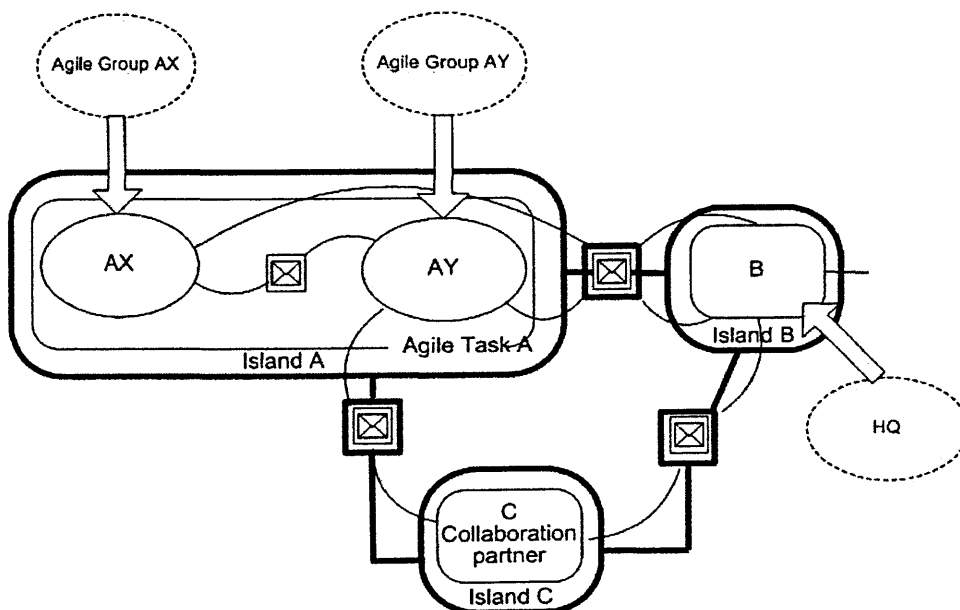 Agile Group AX
Agile Group AY
AX
AY
B
Island B
Agile Task A
Island A
HQ
C
Collaboration
partner
Island C